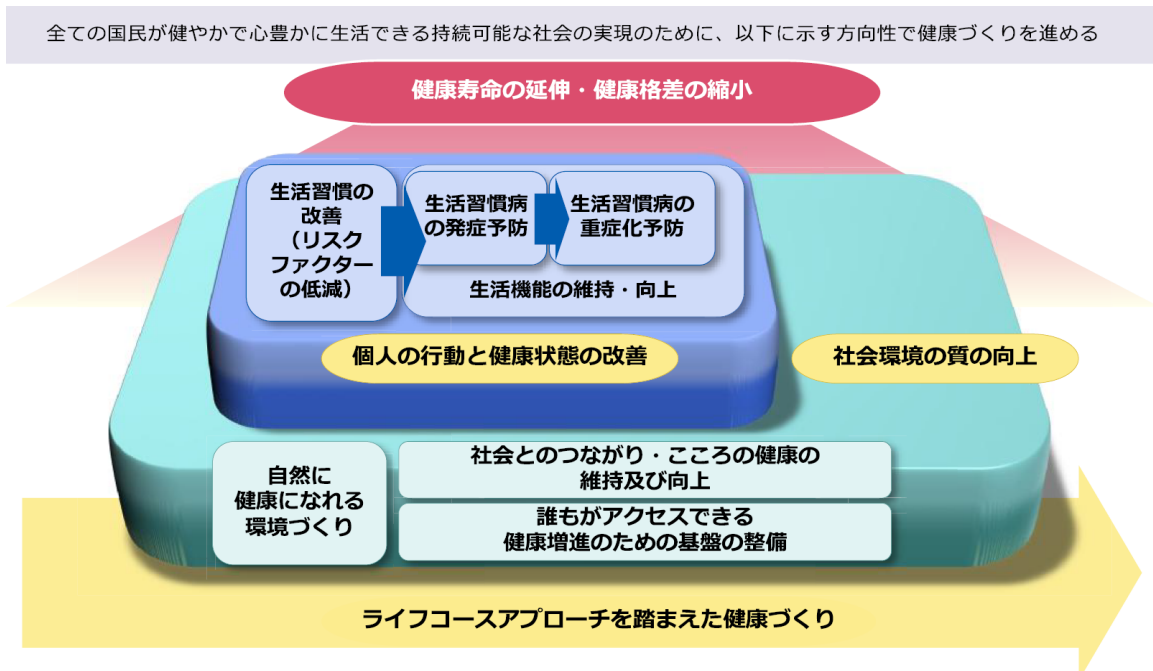 全ての国民が健やかで心豊かに生活できる持続可能な社会の実現のために、以下に示す方向性で健康づくりを進める
健康寿命の延伸・健康格差の縮小
生活習慣の
改善
（リスク
ファクター
の低減）
生活習慣病
の発症予防
生活習慣病の
重症化予防
生活機能の維持・向上
個人の行動と健康状態の改善
社会環境の質の向上
自然に
健康になれる
環境づくり
社会とのつながり・こころの健康の
維持及び向上
誰もがアクセスできる
健康増進のための基盤の整備
ライフコースアプローチを踏まえた健康づくり